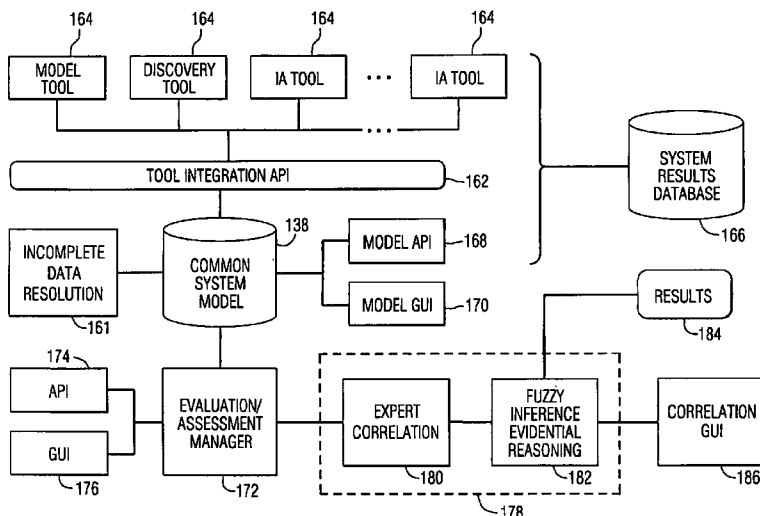 164
164
164
164
MODEL
TOOL
DISCOVERY
TOOL
IA TOOL
...
IA TOOL
...
TOOL INTEGRATION API
162
SYSTEM
RESULTS
DATABASE
166
138
INCOMPLETE
DATA
RESOLUTION
161
COMMON
SYSTEM
MODEL
MODEL API
168
MODEL GUI
170
RESULTS
184
174
API
GUI
176
EVALUATION/
ASSESSMENT
MANAGER
172
EXPERT
CORRELATION
180
FUZZY
INFERENCE
EVIDENTIAL
REASONING
182
CORRELATION
GUI
186
178